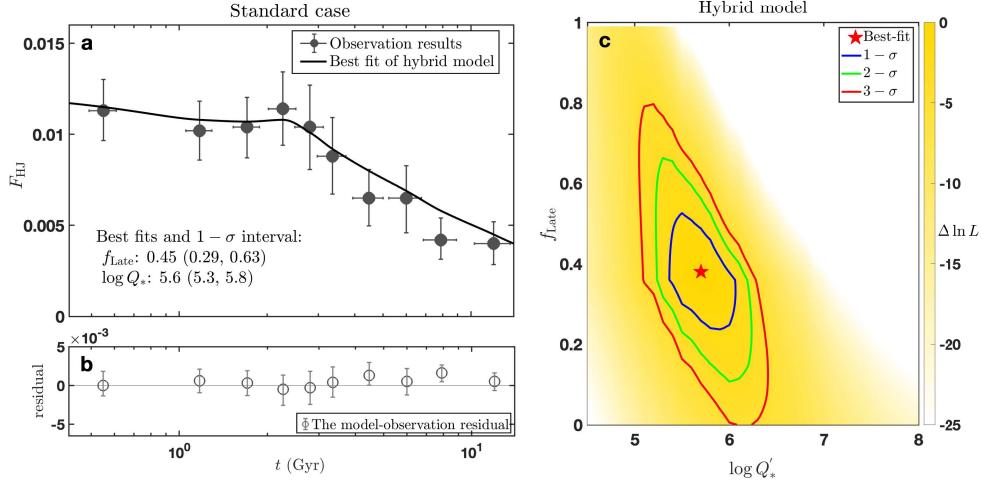 Standard case
a
Observation results
Best fit of hybrid model
0.015
0.01
0.005
0
F_HJ
Best fits and 1 − σ interval:
f_Late: 0.45 (0.29, 0.63)
log Q_*: 5.6 (5.3, 5.8)
×10⁻³
b
5
0
-5
residual
The model-observation residual
10⁰
10¹
t (Gyr)
Hybrid model
c
Best-fit
1 − σ
2 − σ
3 − σ
1
0.8
0.6
0.4
0.2
0
f_Late
5
6
7
8
log Q_*′
0
-5
-10
-15
-20
-25
Δ ln L